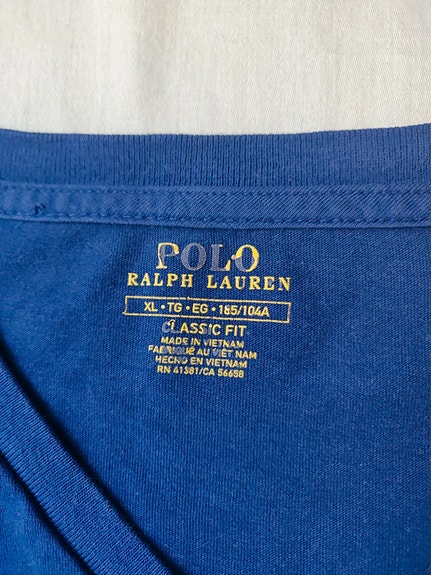 POLO
RALPH LAUREN
XL • TG • EG • 185/104A
CLASSIC FIT
MADE IN VIETNAM
FABRIQUÉ AU VIÊT NAM
HECHO EN VIETNAM
RN 41381/CA 56658